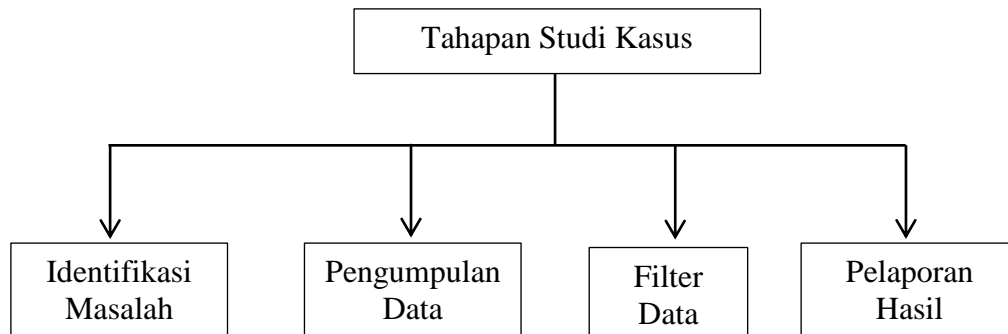 Tahapan Studi Kasus
Identifikasi
Masalah
Pengumpulan
Data
Filter
Data
Pelaporan
Hasil